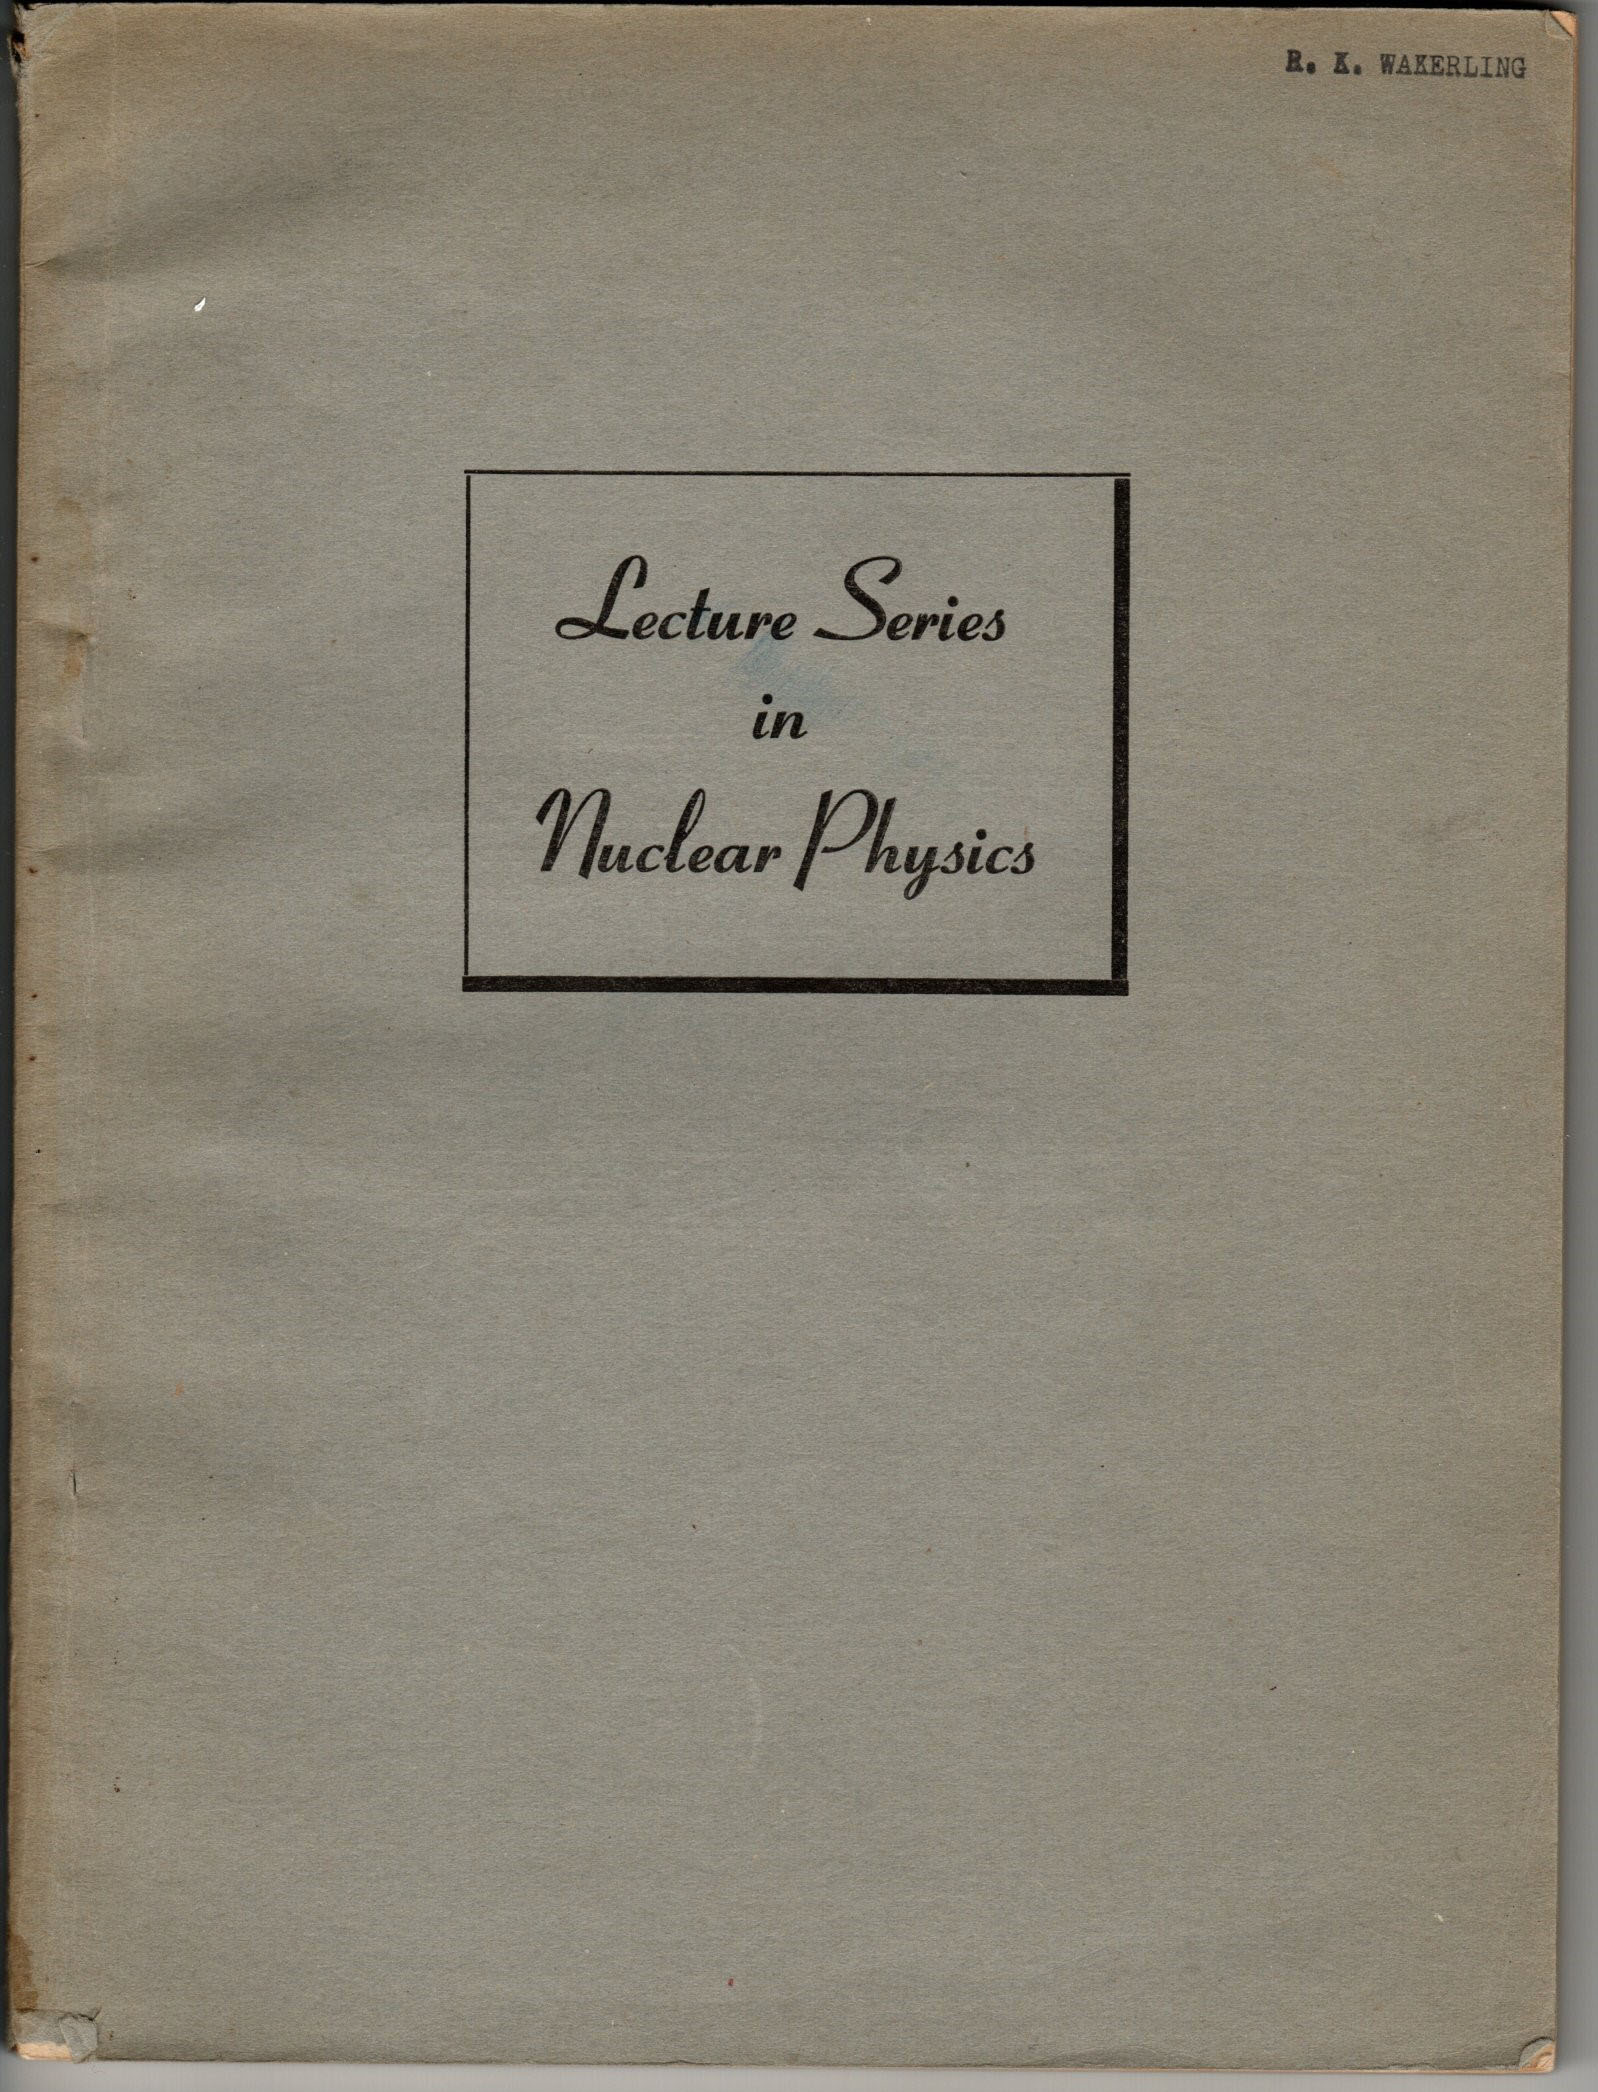 R. K. WAKERLING
Lecture Series
in
Nuclear Physics